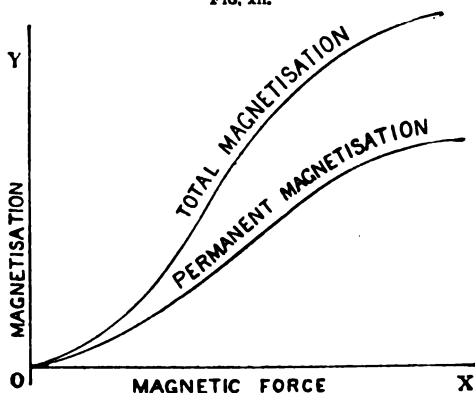 Y
TOTAL MAGNETISATION
PERMANENT MAGNETISATION
MAGNETISATION
O
MAGNETIC FORCE
X